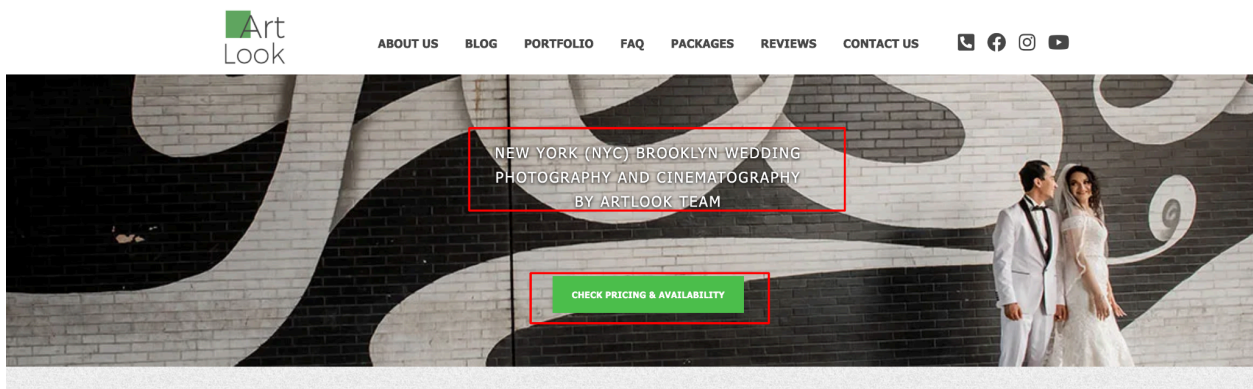 Art
Look
ABOUT US BLOG PORTFOLIO FAQ PACKAGES REVIEWS CONTACT US
NEW YORK (NYC) BROOKLYN WEDDING
PHOTOGRAPHY AND CINEMATOGRAPHY
BY ARTLOOK TEAM
CHECK PRICING & AVAILABILITY